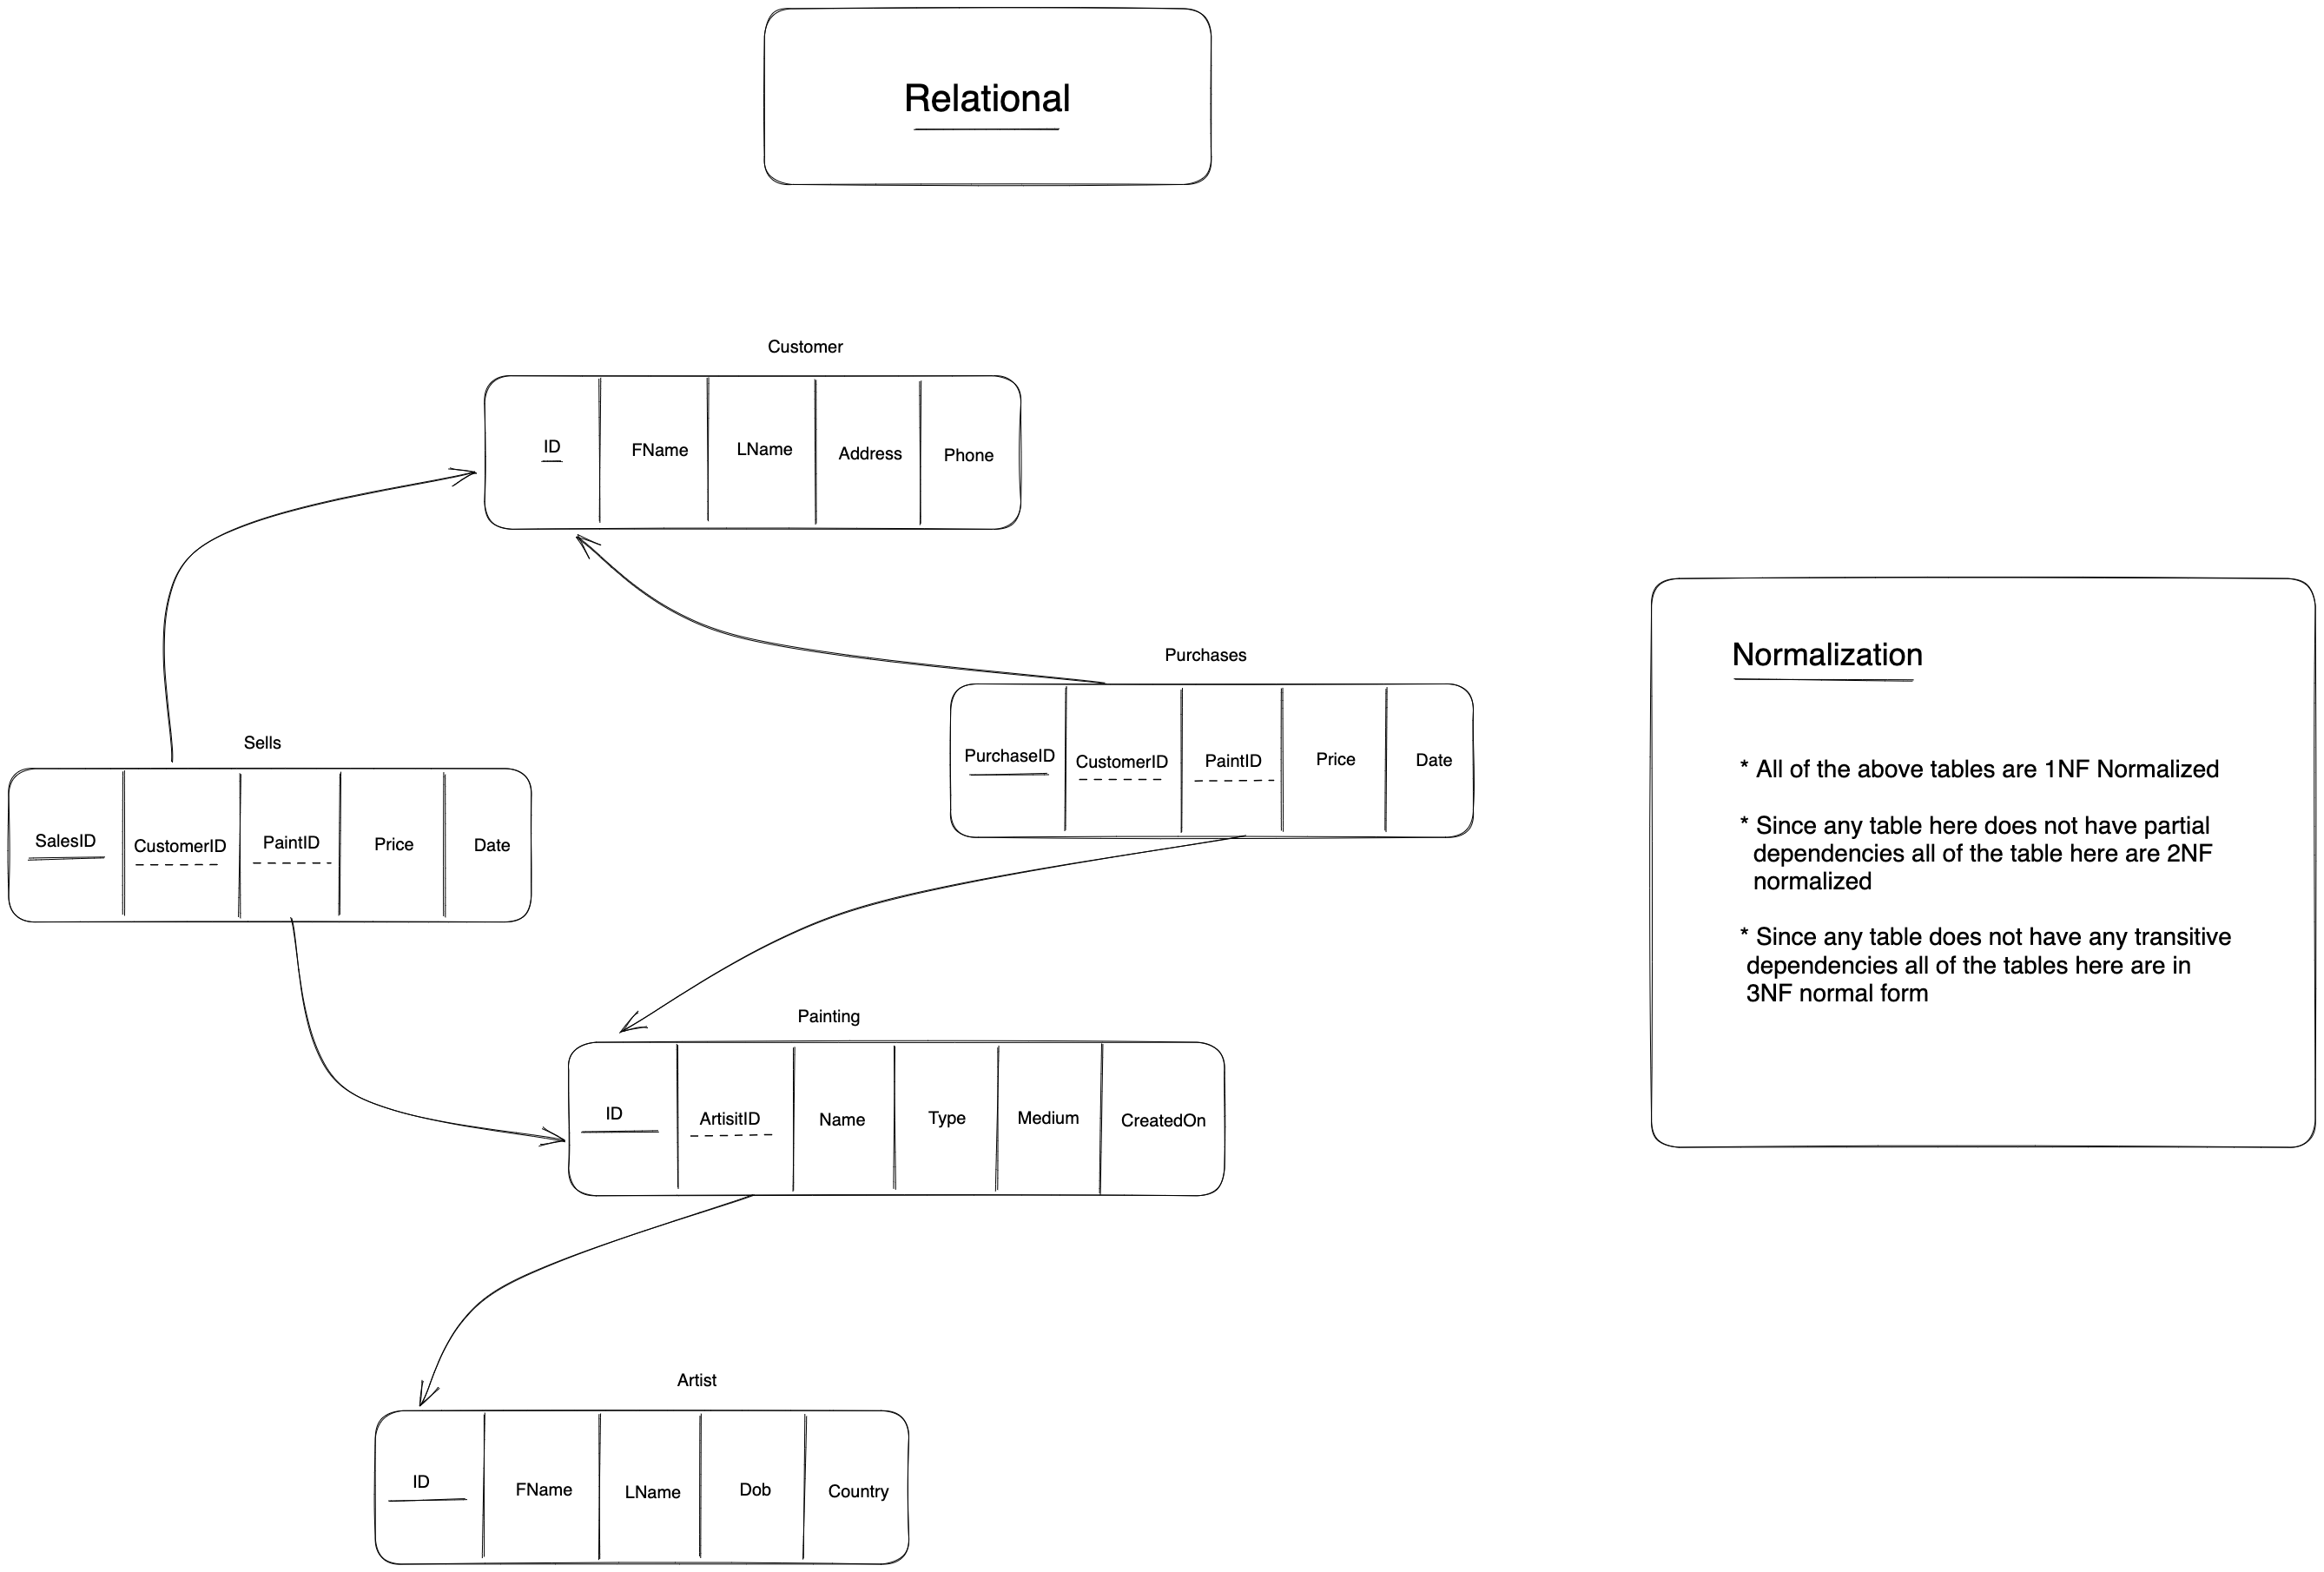 Relational
Customer
ID FName LName Address Phone
Purchases
PurchaseID CustomerID PaintID Price Date
Sells
SalesID CustomerID PaintID Price Date
Painting
ID ArtisitID Name Type Medium CreatedOn
Artist
ID FName LName Dob Country
Normalization
* All of the above tables are 1NF Normalized
* Since any table here does not have partial
dependencies all of the table here are 2NF
normalized
* Since any table does not have any transitive
dependencies all of the tables here are in
3NF normal form